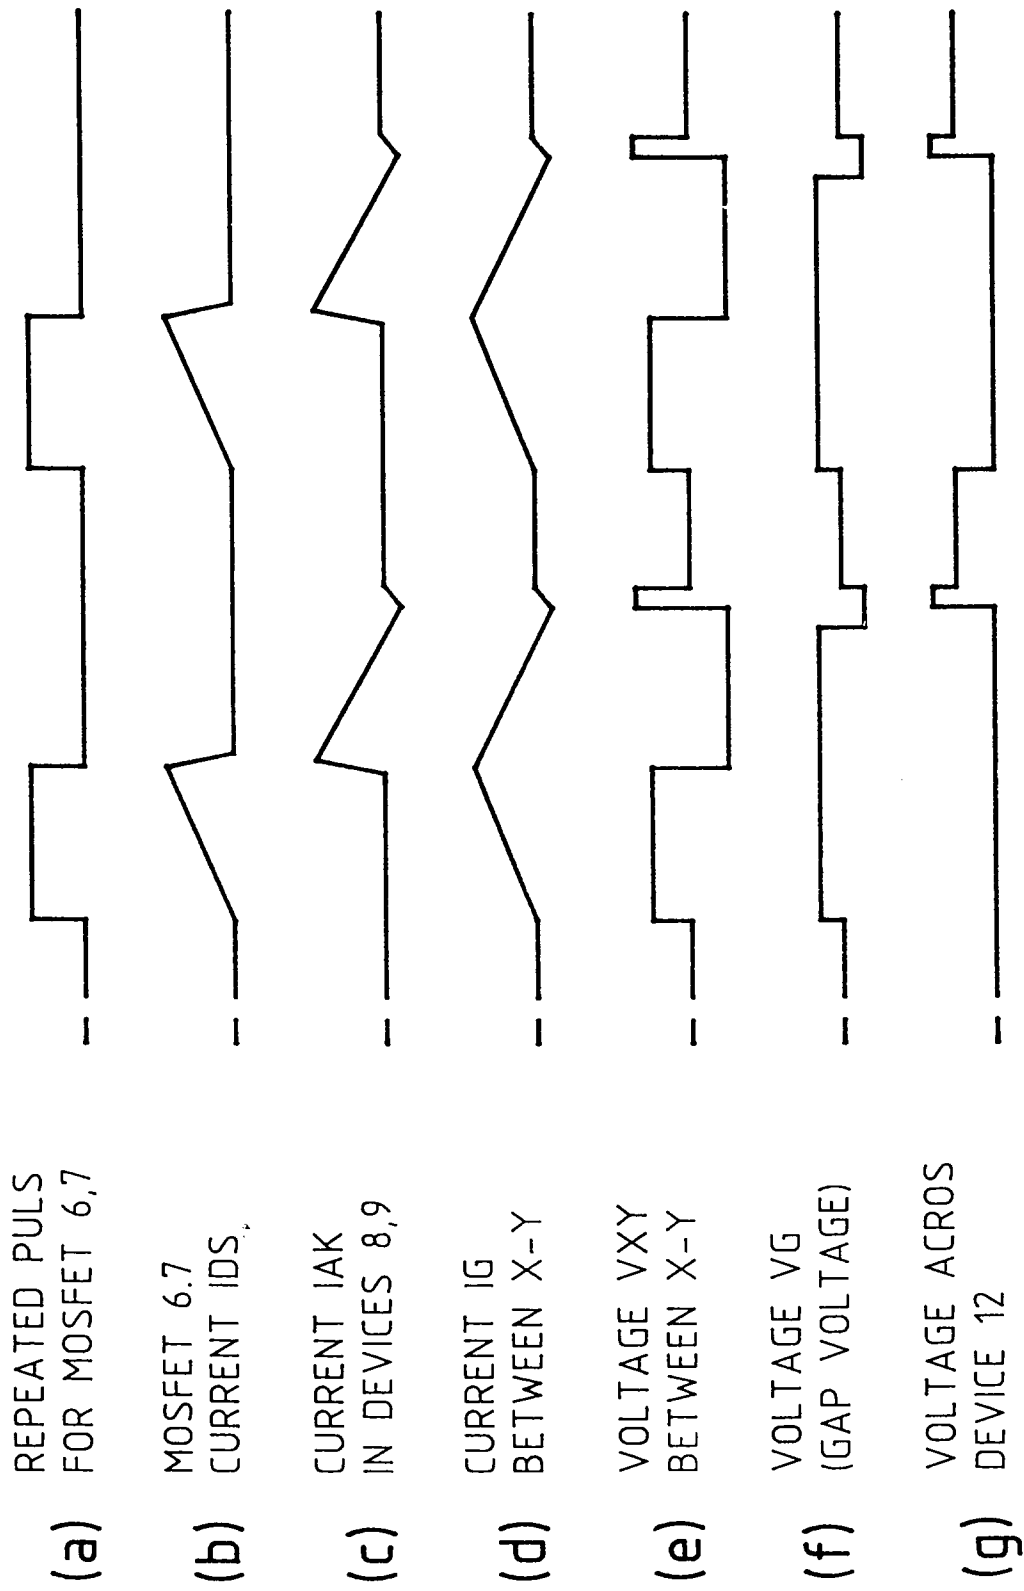 (a) REPEATED PULS
FOR MOSFET 6,7
(b) MOSFET 6.7
CURRENT IDS
(c) CURRENT IAK
IN DEVICES 8,9
(d) CURRENT IG
BETWEEN X-Y
(e) VOLTAGE VXY
BETWEEN X-Y
(f) VOLTAGE VG
(GAP VOLTAGE)
(g) VOLTAGE ACROS
DEVICE 12